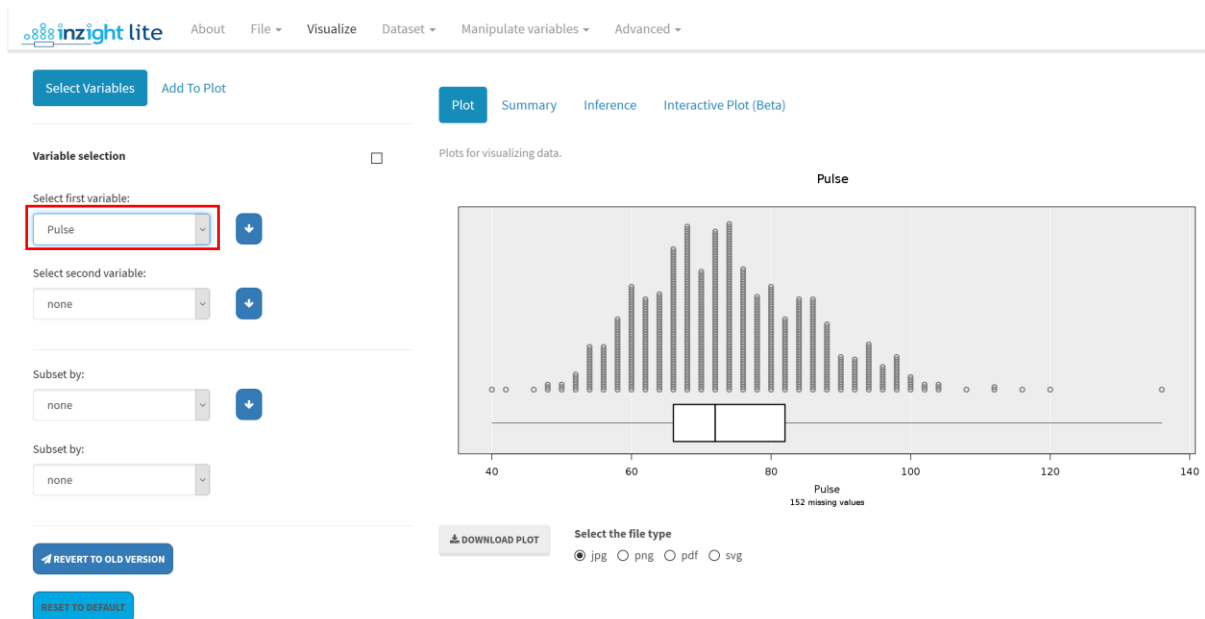 inzight lite About File Visualize Dataset Manipulate variables Advanced
Select Variables Add To Plot
Variable selection
Select first variable:
Pulse
Select second variable:
none
Subset by:
none
Subset by:
none
REVERT TO OLD VERSION
RESET TO DEFAULT
Plot Summary Inference Interactive Plot (Beta)
Plots for visualizing data.
Pulse
40 60 80 100 120 140
Pulse
152 missing values
DOWNLOAD PLOT
Select the file type
jpg png pdf svg